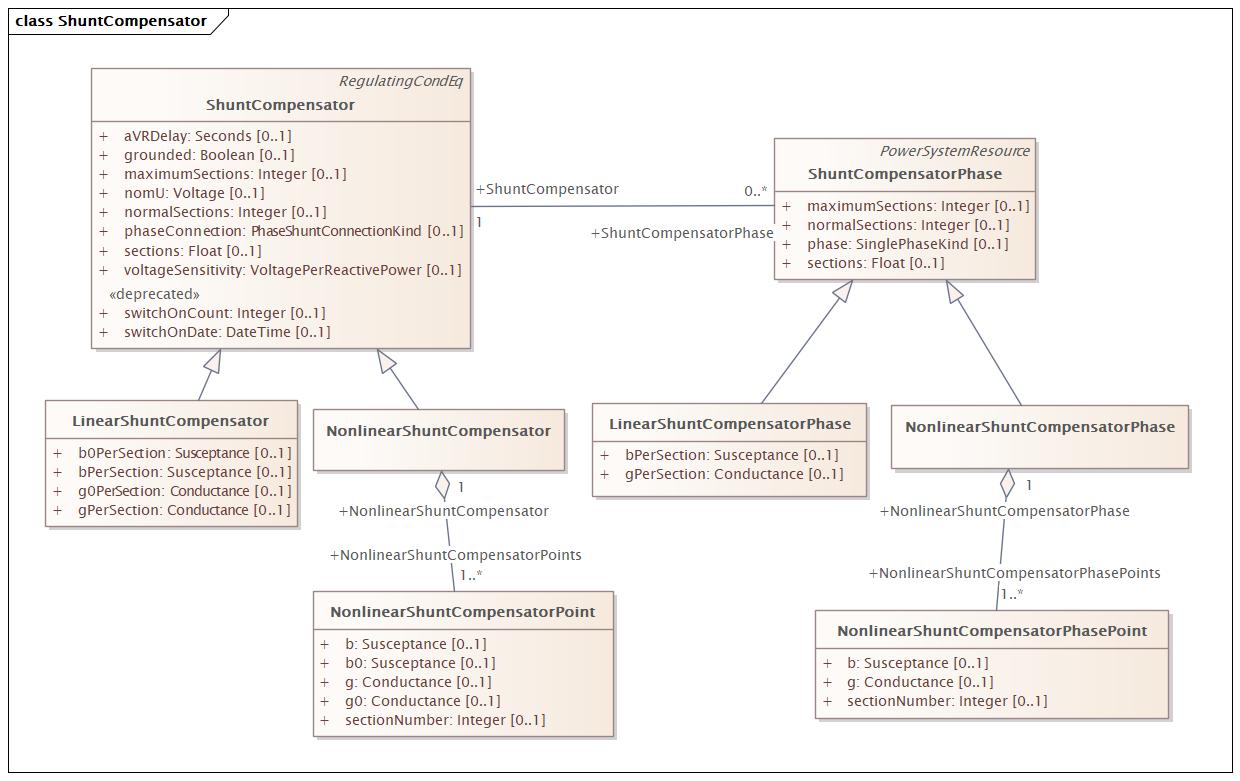 class ShuntCompensator
RegulatingCondEq
ShuntCompensator
+ aVRDelay: Seconds [0..1]
+ grounded: Boolean [0..1]
+ maximumSections: Integer [0..1]
+ nomU: Voltage [0..1]
+ normalSections: Integer [0..1]
+ phaseConnection: PhaseShuntConnectionKind [0..1]
+ sections: Float [0..1]
+ voltageSensitivity: VoltagePerReactivePower [0..1]
«deprecated»
+ switchOnCount: Integer [0..1]
+ switchOnDate: DateTime [0..1]
+ShuntCompensator
0..*
1
+ShuntCompensatorPhase
PowerSystemResource
ShuntCompensatorPhase
+ maximumSections: Integer [0..1]
+ normalSections: Integer [0..1]
+ phase: SinglePhaseKind [0..1]
+ sections: Float [0..1]
LinearShuntCompensator
+ b0PerSection: Susceptance [0..1]
+ bPerSection: Susceptance [0..1]
+ g0PerSection: Conductance [0..1]
+ gPerSection: Conductance [0..1]
NonlinearShuntCompensator
1
+NonlinearShuntCompensator
+NonlinearShuntCompensatorPoints
1..*
NonlinearShuntCompensatorPoint
+ b: Susceptance [0..1]
+ b0: Susceptance [0..1]
+ g: Conductance [0..1]
+ g0: Conductance [0..1]
+ sectionNumber: Integer [0..1]
LinearShuntCompensatorPhase
+ bPerSection: Susceptance [0..1]
+ gPerSection: Conductance [0..1]
NonlinearShuntCompensatorPhase
1
+NonlinearShuntCompensatorPhase
+NonlinearShuntCompensatorPhasePoints
1..*
NonlinearShuntCompensatorPhasePoint
+ b: Susceptance [0..1]
+ g: Conductance [0..1]
+ sectionNumber: Integer [0..1]